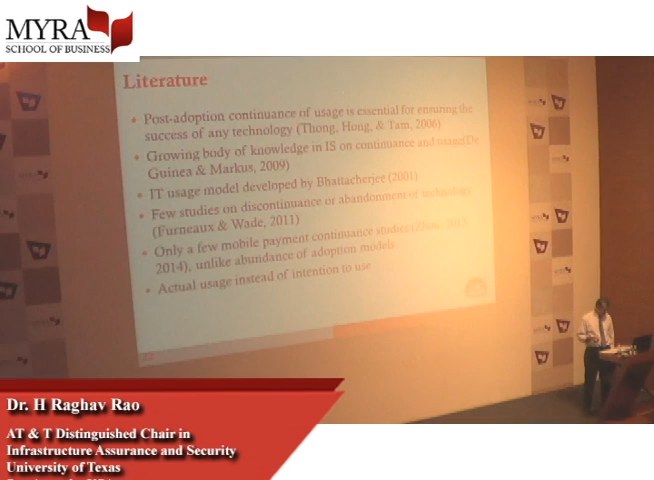 MYRA
SCHOOL OF BUSINESS
Literature
• Post-adoption continuance of usage is essential for ensuring the
success of any technology (Thong, Hong, & Tam, 2006)
• Growing body of knowledge in IS on continuance and usage(De
Guinea & Markus, 2009)
• IT usage model developed by Bhattacherjee (2001)
• Few studies on discontinuance or abandonment of technology
(Furneaux & Wade, 2011)
• Only a few mobile payment continuance studies
2014), unlike abundance of adoption models
• Actual usage instead of intention to use
Dr. H Raghav Rao
AT & T Distinguished Chair in
Infrastructure Assurance and Security
University of Texas